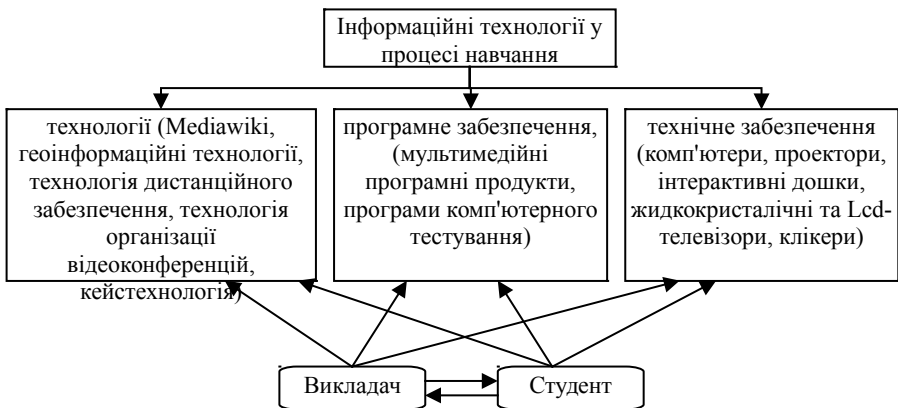 Інформаційні технології у
процесі навчання
технології (Mediawiki,
геоінформаційні технології,
технологія дистанційного
забезпечення, технологія
організації
відеоконференцій,
кейстехнологія)
програмне забезпечення,
(мультимедійні
програмні продукти,
програми комп'ютерного
тестування)
технічне забезпечення
(комп'ютери, проектори,
інтерактивні дошки,
жидкокристалічні та Lcd-
телевізори, клікери)
Викладач
Студент